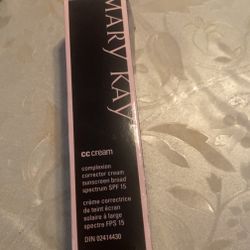 MARY KAY
cc cream
complexion
corrector cream
sunscreen broad
spectrum SPF 15
crème correctrice
de teint écran
solaire à large
spectre FPS 15
DIN 02414430